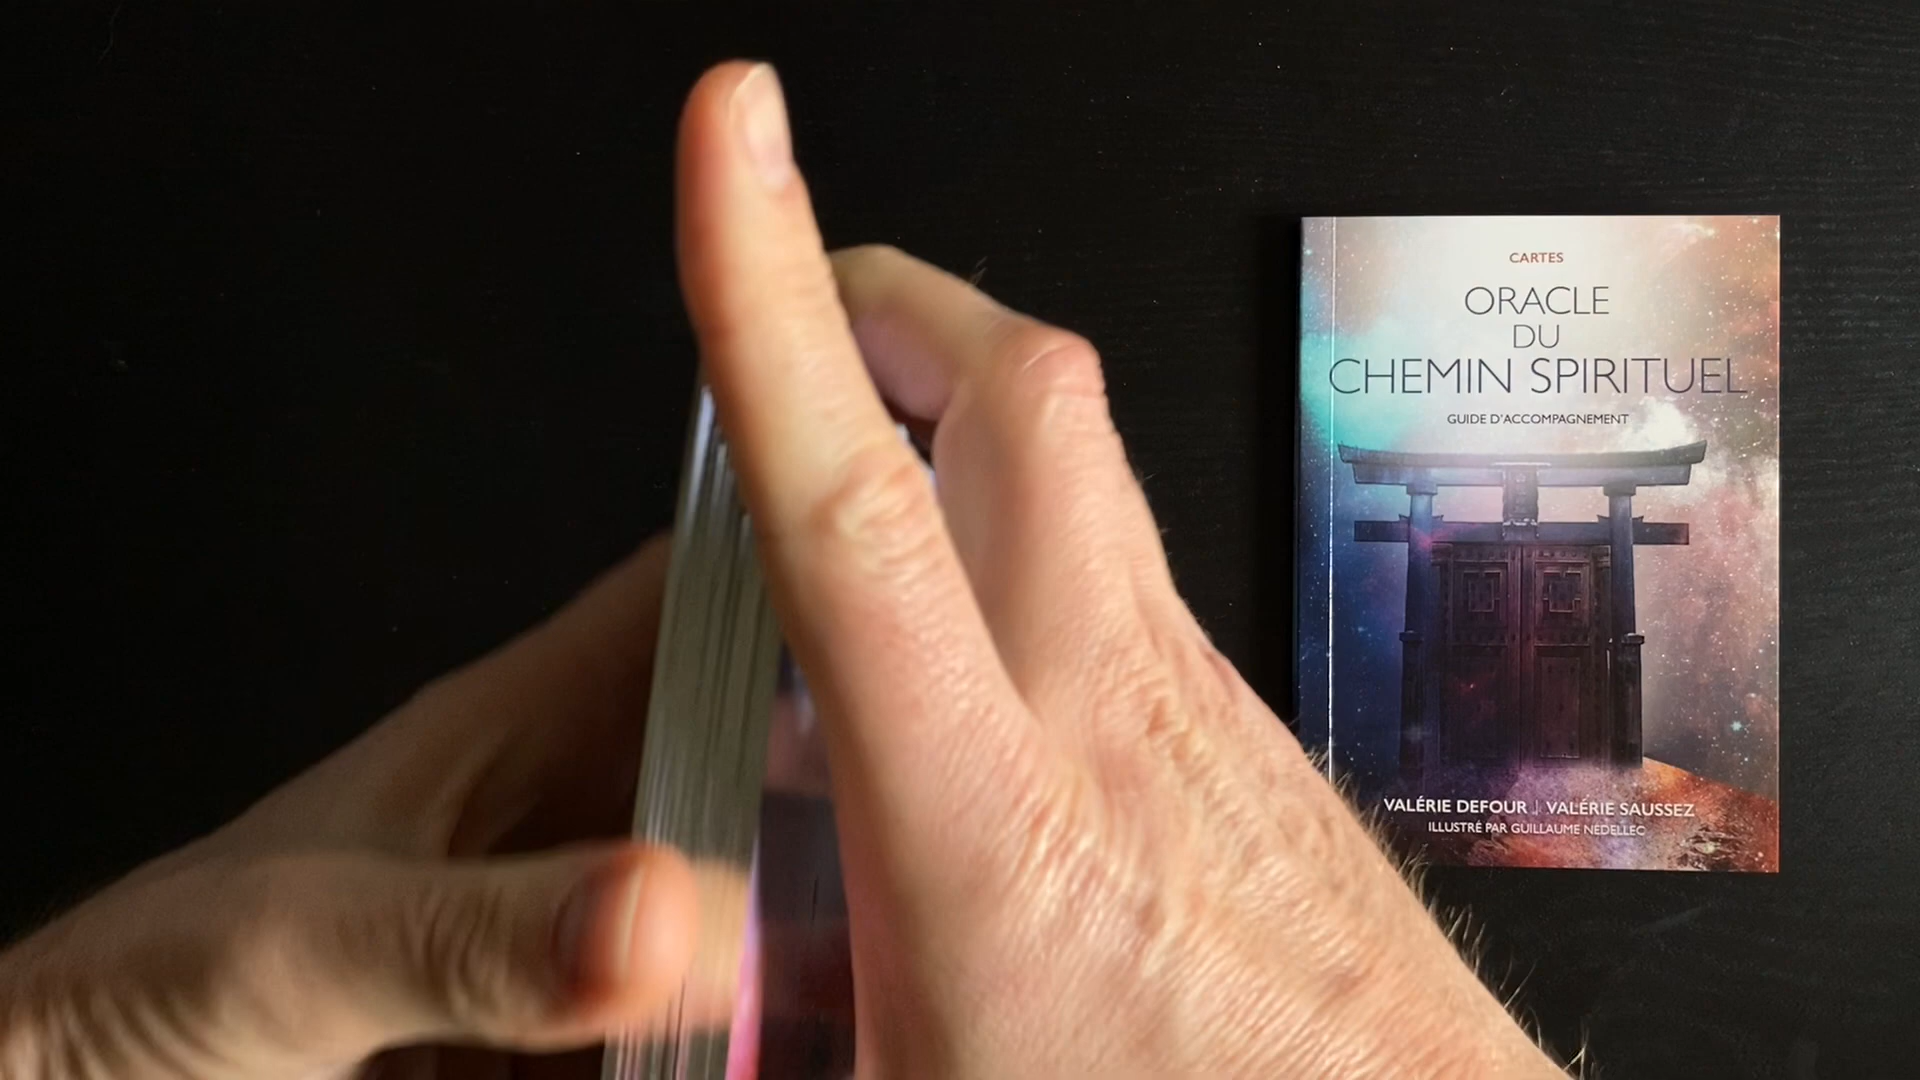 CARTES
ORACLE
DU
CHEMIN SPIRITUEL
GUIDE D'ACCOMPAGNEMENT
VALÉRIE DEFOUR | VALÉRIE SAUSSEZ
ILLUSTRÉ PAR GUILLAUME NEDELLEC